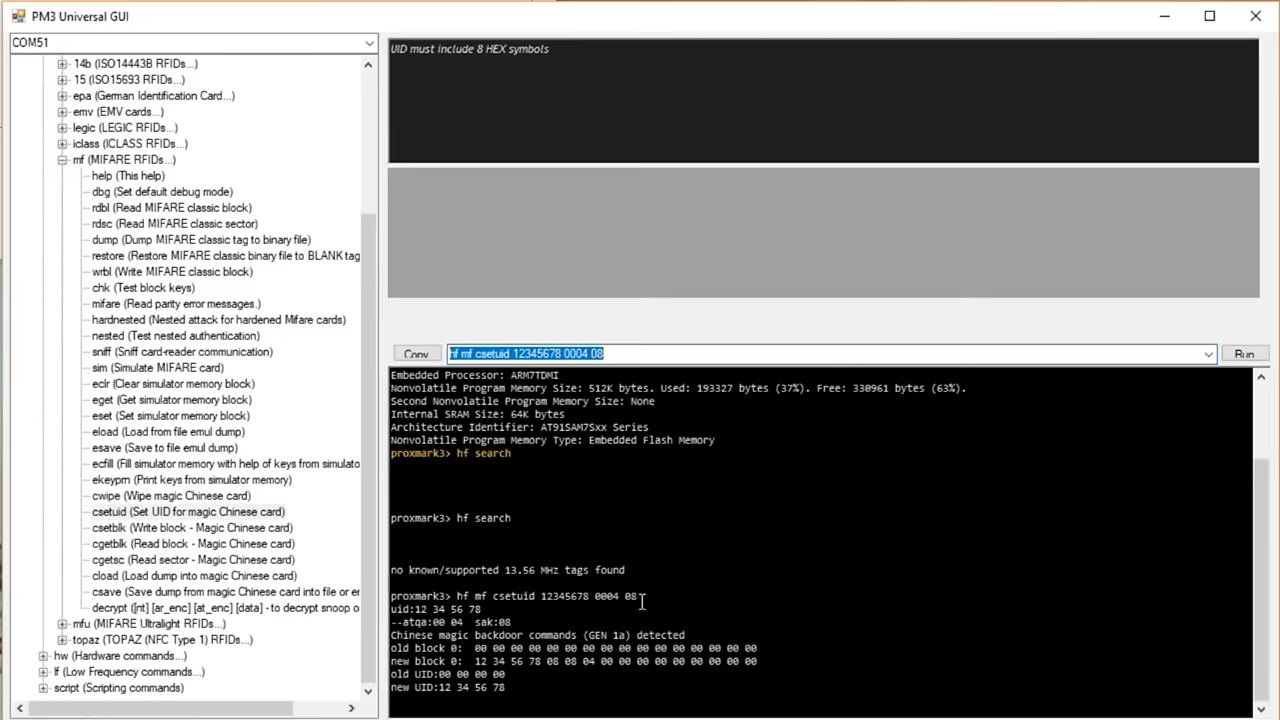 PM3 Universal GUI
COM51
14b (ISO14443B RFIDs...)
15 (ISO15693 RFIDs...)
epa (German Identification Card...)
emv (EMV cards...)
legic (LEGIC RFIDs...)
iclass (ICLASS RFIDs...)
mf (MIFARE RFIDs...)
help (This help)
dbg (Set default debug mode)
rdbl (Read MIFARE classic block)
rdsc (Read MIFARE classic sector)
dump (Dump MIFARE classic tag to binary file)
restore (Restore MIFARE classic binary file to BLANK tag
wrbl (Write MIFARE classic block)
chk (Test block keys)
mifare (Read parity error messages.)
hardnested (Nested attack for hardened Mifare cards)
nested (Test nested authentication)
sniff (Sniff card-reader communication)
sim (Simulate MIFARE card)
eclr (Clear simulator memory block)
eget (Get simulator memory block)
eset (Set simulator memory block)
eload (Load from file emul dump)
esave (Save to file emul dump)
ecfill (Fill simulator memory with help of keys from simulato
ekeyprn (Print keys from simulator memory)
cwipe (Wipe magic Chinese card)
csetuid (Set UID for magic Chinese card)
csetblk (Write block - Magic Chinese card)
cgetblk (Read block - Magic Chinese card)
cgetsc (Read sector - Magic Chinese card)
cload (Load dump into magic Chinese card)
csave (Save dump from magic Chinese card into file or er
decrypt ([nt] [ar_enc] [at_enc] [data] - to decrypt snoop o
mfu (MIFARE Ultralight RFIDs...)
topaz (TOPAZ (NFC Type 1) RFIDs...)
hw (Hardware commands...)
lf (Low Frequency commands...)
script (Scripting commands)
UID must include 8 HEX symbols
Copy
hf mf csetuid 12345678 0004 08
Run
Embedded Processor: ARM7TDMI
Nonvolatile Program Memory Size: 512K bytes. Used: 193327 bytes (37%). Free: 330961 bytes (63%).
Second Nonvolatile Program Memory Size: None
Internal SRAM Size: 64K bytes
Architecture Identifier: AT91SAM7Sxx Series
Nonvolatile Program Memory Type: Embedded Flash Memory
proxmark3> hf search
proxmark3> hf search
no known/supported 13.56 MHz tags found
proxmark3> hf mf csetuid 12345678 0004 08
uid:12 34 56 78
--atqa:00 04  sak:08
Chinese magic backdoor commands (GEN 1a) detected
old block 0:  00 00 00 00 00 00 00 00 00 00 00 00 00 00 00 00
new block 0:  12 34 56 78 08 08 04 00 00 00 00 00 00 00 00 00
old UID:00 00 00 00
new UID:12 34 56 78